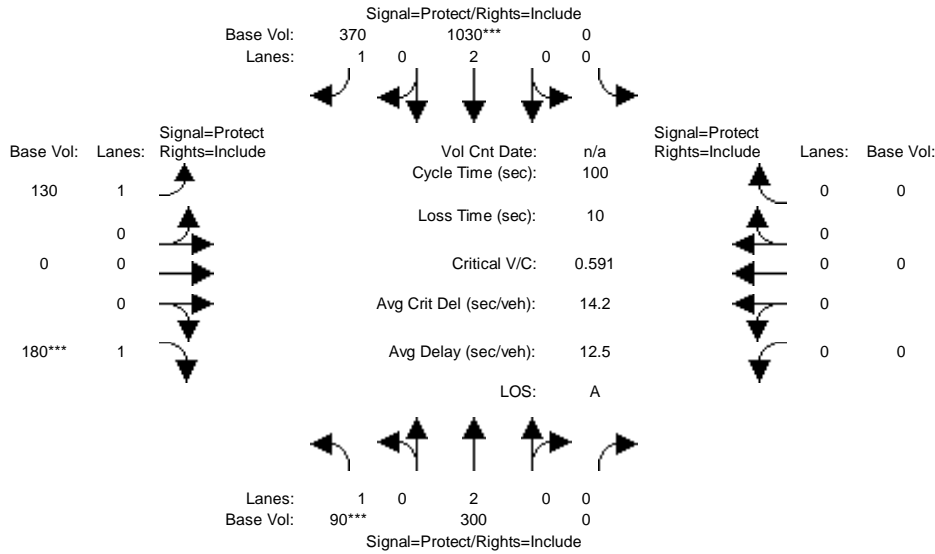 Signal=Protect/Rights=Include
Base Vol: 370 1030*** 0
Lanes: 1 0 2 0 0
Signal=Protect Signal=Protect
Base Vol: Lanes: Rights=Include Vol Cnt Date: n/a Rights=Include Lanes: Base Vol:
Cycle Time (sec): 100
130 1 0 0
Loss Time (sec): 10
0 0
0 0 Critical V/C: 0.591 0 0
0 Avg Crit Del (sec/veh): 14.2 0
180*** 1 Avg Delay (sec/veh): 12.5 0 0
LOS: A
Lanes: 1 0 2 0 0
Base Vol: 90*** 300 0
Signal=Protect/Rights=Include